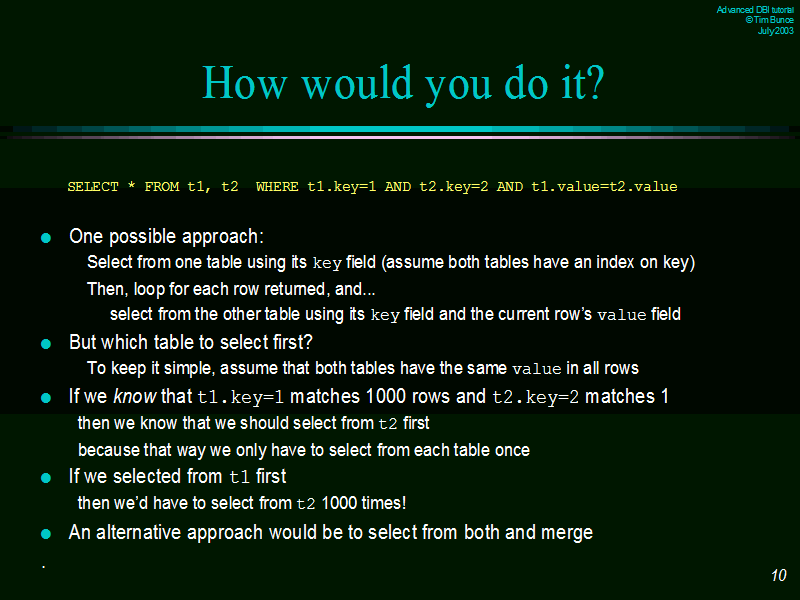 Advanced DBI tutorial
© Tim Bunce
July 2003
How would you do it?
SELECT * FROM t1, t2  WHERE t1.key=1 AND t2.key=2 AND t1.value=t2.value
● One possible approach:
Select from one table using its key field (assume both tables have an index on key)
Then, loop for each row returned, and...
select from the other table using its key field and the current row’s value field
● But which table to select first?
To keep it simple, assume that both tables have the same value in all rows
● If we know that t1.key=1 matches 1000 rows and t2.key=2 matches 1
then we know that we should select from t2 first
because that way we only have to select from each table once
● If we selected from t1 first
then we’d have to select from t2 1000 times!
● An alternative approach would be to select from both and merge
.
10